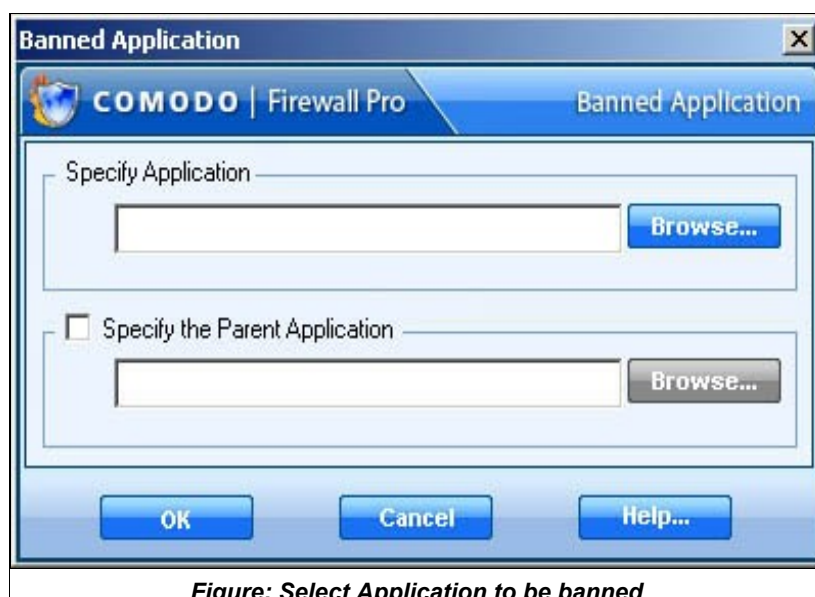 Banned Application
COMODO | Firewall Pro
Banned Application
Specify Application
Browse...
Specify the Parent Application
Browse...
OK
Cancel
Help...
Figure: Select Application to be banned